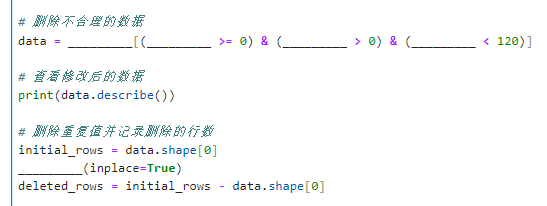 # 删除不合理的数据
data = _________[(_________ >= 0) & (_________ > 0) & (_________ < 120)]
# 查看修改后的数据
print(data.describe())
# 删除重复值并记录删除的行数
initial_rows = data.shape[0]
_________(inplace=True)
deleted_rows = initial_rows - data.shape[0]